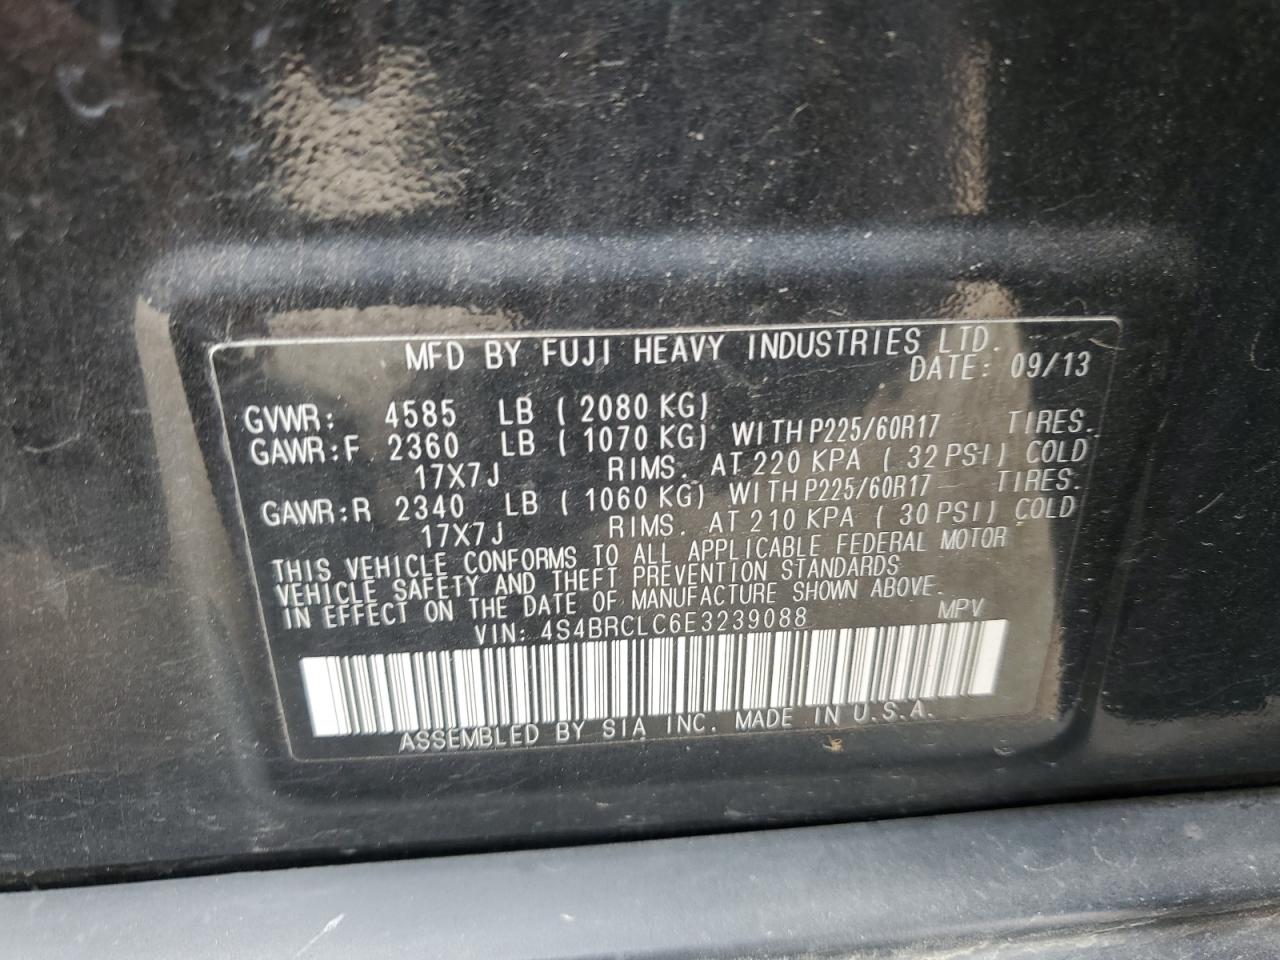 MFD BY FUJI HEAVY INDUSTRIES LTD.
DATE: 09/13
GVWR: 4585 LB ( 2080 KG)
GAWR:F 2360 LB ( 1070 KG) WITH P225/60R17 TIRES.
17X7J RIMS. AT 220 KPA ( 32 PSI) COLD
GAWR:R 2340 LB ( 1060 KG) WITH P225/60R17 TIRES.
17X7J RIMS. AT 210 KPA ( 30 PSI) COLD
THIS VEHICLE CONFORMS TO ALL APPLICABLE FEDERAL MOTOR
VEHICLE SAFETY AND THEFT PREVENTION STANDARDS
IN EFFECT ON THE DATE OF MANUFACTURE SHOWN ABOVE.
VIN: 4S4BRCLC6E3239088 MPV
ASSEMBLED BY SIA INC. MADE IN U.S.A.